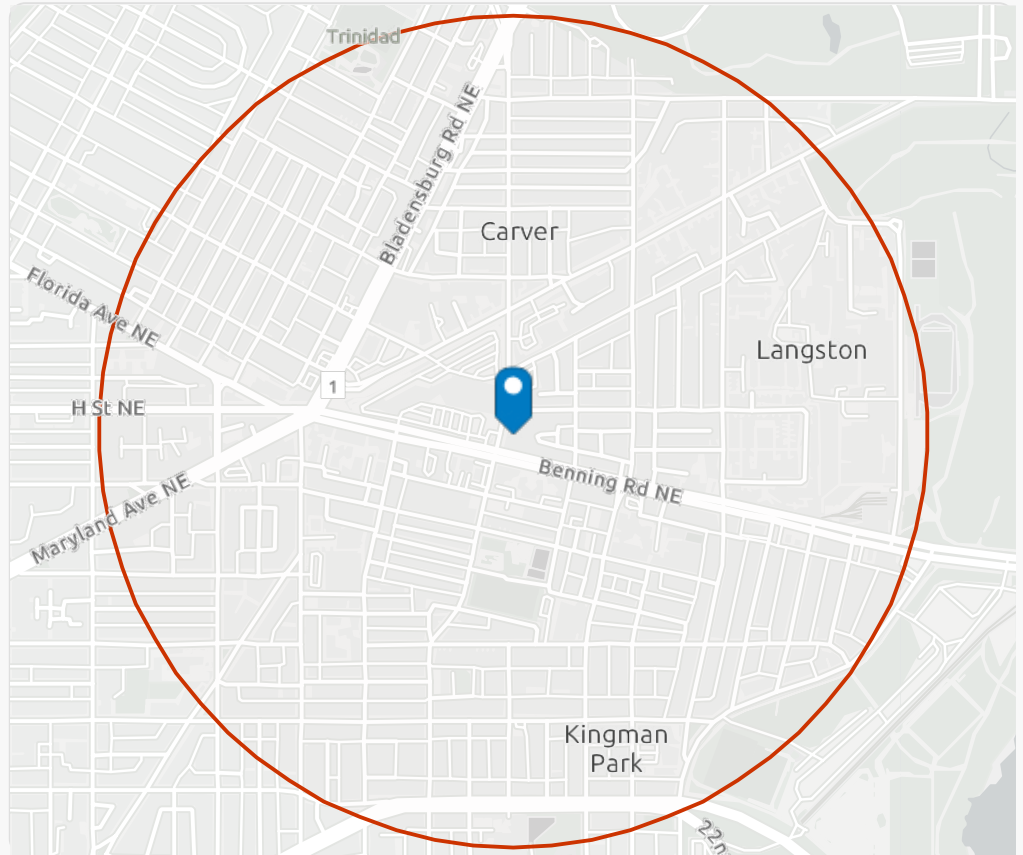 Trinidad
Bladensburg Rd NE
Carver
Florida Ave NE
Langston
1
H St NE
Benning Rd NE
Maryland Ave NE
Kingman
Park
22n